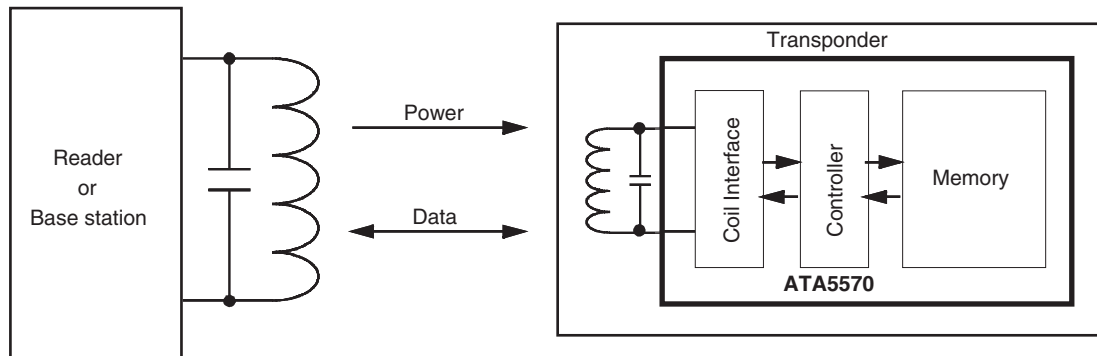 Reader
or
Base station
Power
Data
Transponder
Coil Interface
Controller
Memory
ATA5570